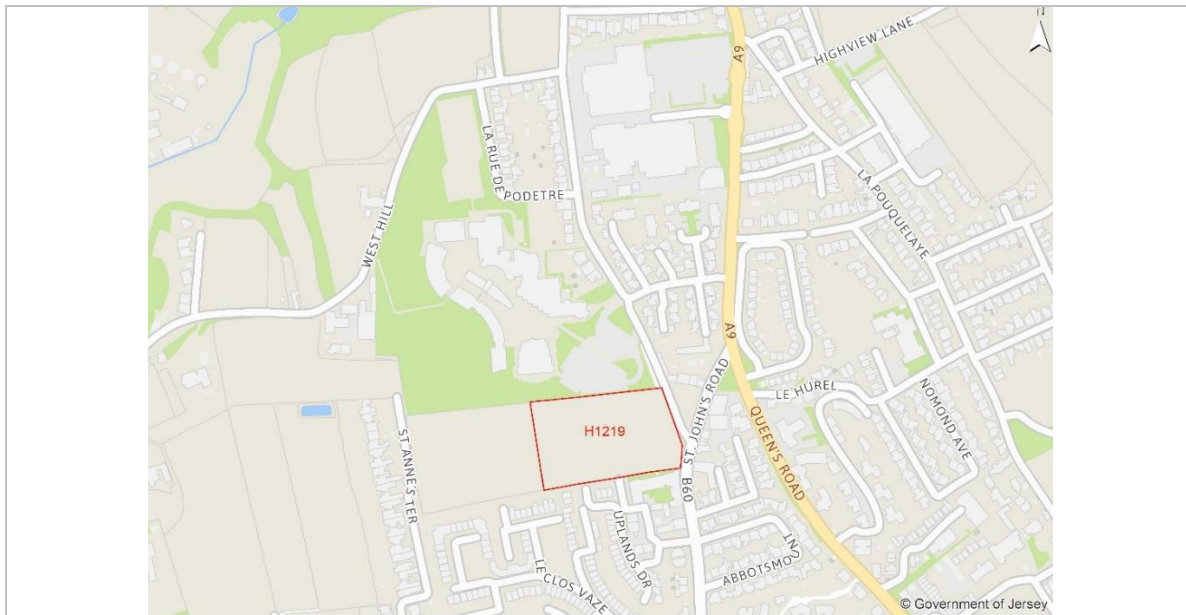 A9
HIGHVIEW LANE
LA RUE DE
PODETRE
LA POUQUELAYE
WEST HILL
A9
LE HUREL
ST. JOHN'S ROAD
QUEEN'S ROAD
NOMOND AVE
H1219
ST ANNE'S TER
B60
UPLANDS DR
ABBOTSMO
NT
LE CLOS VAZE
© Government of Jersey